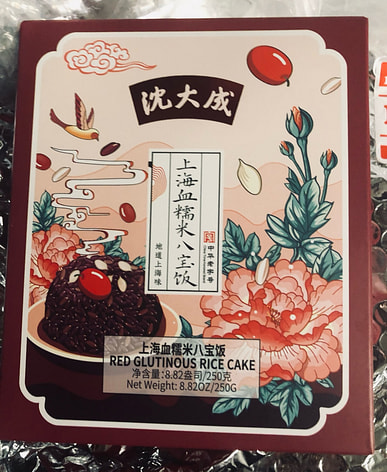 沈大成
上海血糯米八宝饭
中华老字号
地道上海味
上海血糯米八宝饭
RED GLUTINOUS RICE CAKE
净含量:8.82盎司/250克
Net Weight: 8.82OZ/250G